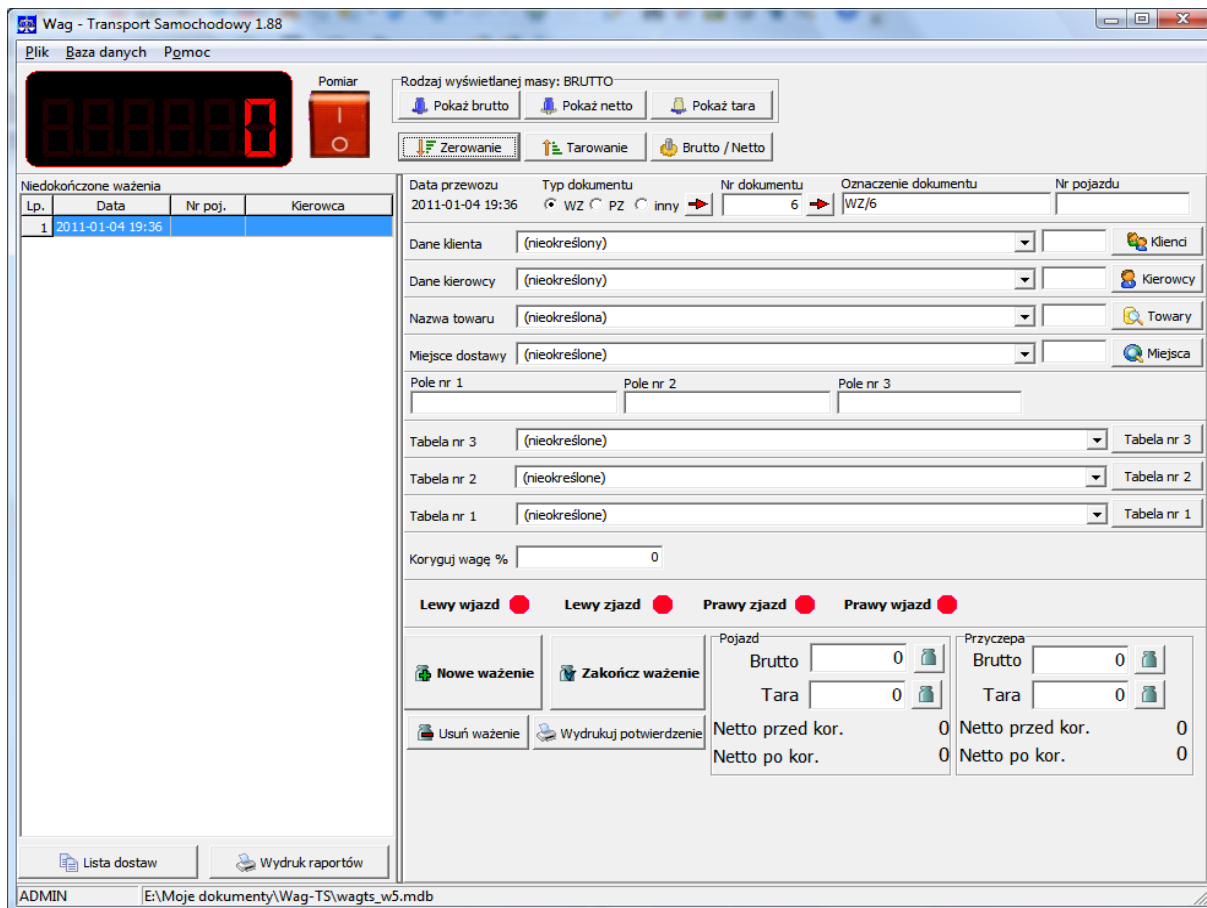 Wag - Transport Samochodowy 1.88
Plik Baza danych Pomoc
0
Pomiar
Rodzaj wyświetlanej masy: BRUTTO
Pokaż brutto Pokaż netto Pokaż tara
Zerowanie Tarowanie Brutto / Netto
Niedokończone ważenia
Lp. Data Nr poj. Kierowca
1 2011-01-04 19:36
Lista dostaw Wydruk raportów
Data przewozu Typ dokumentu Nr dokumentu Oznaczenie dokumentu Nr pojazdu
2011-01-04 19:36 WZ PZ inny 6 WZ/6
Dane klienta (nieokreślony) Klienci
Dane kierowcy (nieokreślony) Kierowcy
Nazwa towaru (nieokreślona) Towary
Miejsce dostawy (nieokreślone) Miejsca
Pole nr 1 Pole nr 2 Pole nr 3
Tabela nr 3 (nieokreślone) Tabela nr 3
Tabela nr 2 (nieokreślone) Tabela nr 2
Tabela nr 1 (nieokreślone) Tabela nr 1
Koryguj wagę % 0
Lewy wjazd Lewy zjazd Prawy zjazd Prawy wjazd
Nowe ważenie Zakończ ważenie
Usuń ważenie Wydrukuj potwierdzenie
Pojazd
Brutto 0
Tara 0
Netto przed kor. 0
Netto po kor. 0
Przyczepa
Brutto 0
Tara 0
Netto przed kor. 0
Netto po kor. 0
ADMIN E:\Moje dokumenty\Wag-TS\wagts_w5.mdb